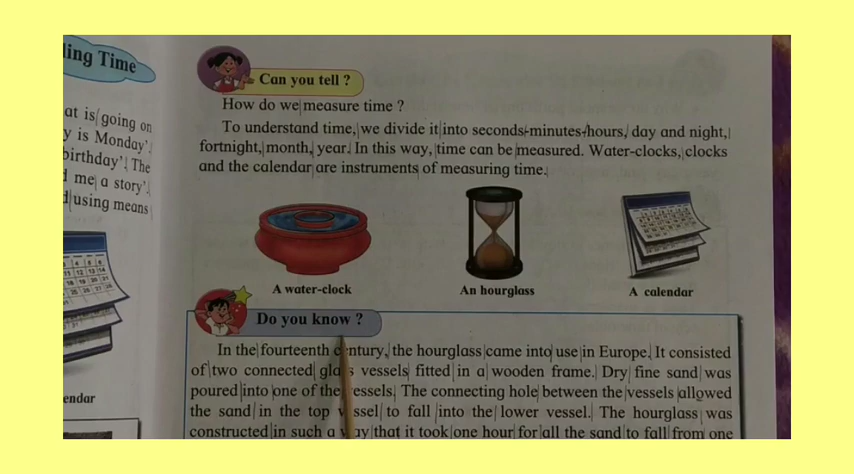 ling Time
at is going on
y is Monday'.
birthday'. The
d me a story'.
using means
endar
Can you tell ?
How do we measure time ?
To understand time, we divide it into seconds-minutes-hours, day and night,
fortnight, month, year. In this way, time can be measured. Water-clocks, clocks
and the calendar are instruments of measuring time.
A water-clock
An hourglass
A calendar
Do you know ?
In the fourteenth century, the hourglass came into use in Europe. It consisted
of two connected glass vessels fitted in a wooden frame. Dry fine sand was
poured into one of the vessels. The connecting hole between the vessels allowed
the sand in the top vessel to fall into the lower vessel. The hourglass was
constructed in such a way that it took one hour for all the sand to fall from one